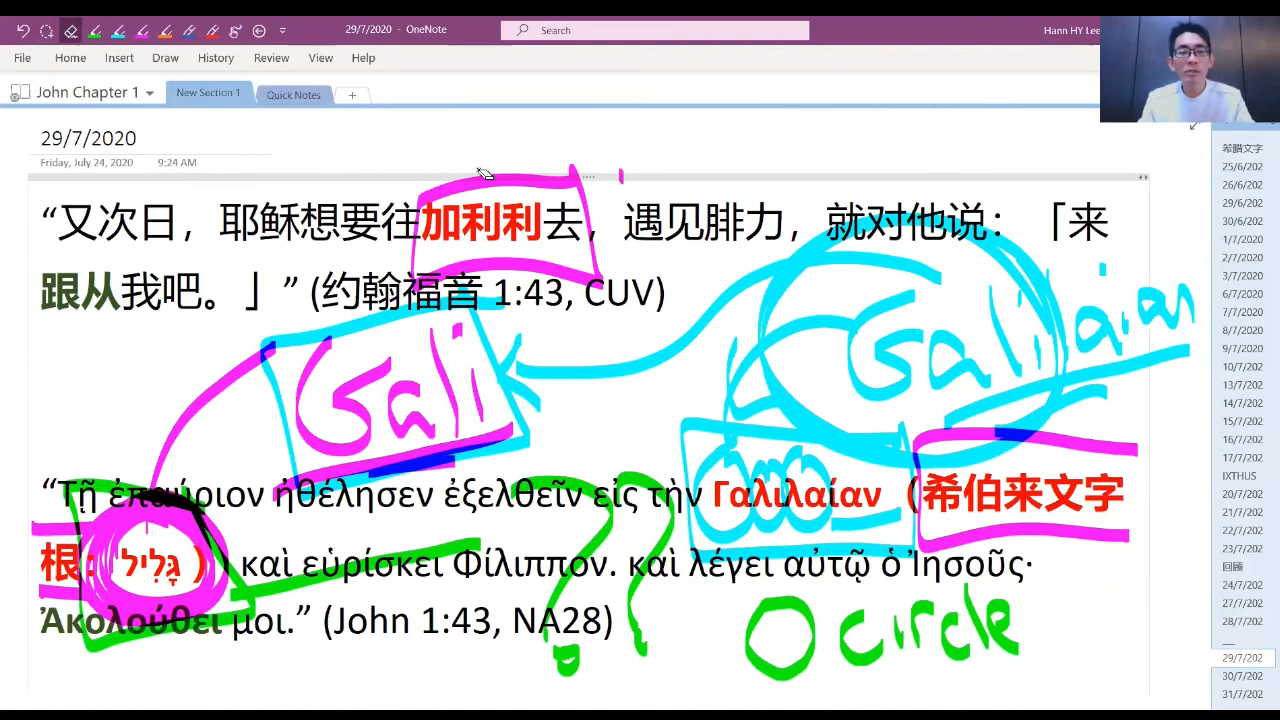 29/7/2020 - OneNote
Search
Hann HY Lee
File Home Insert Draw History Review View Help
John Chapter 1
New Section 1
Quick Notes
29/7/2020
Friday, July 24, 2020 9:24 AM
“又次日，耶稣想要往加利利去，遇见腓力，就对他说：「来
跟从我吧。」” (约翰福音 1:43, CUV)
Gali
Galiaian
“Τῇ ἐπαύριον ἠθέλησεν ἐξελθεῖν εἰς τὴν Γαλιλαίαν（希伯来文字
根：גָּלִיל）) καὶ εὑρίσκει Φίλιππον. καὶ λέγει αὐτῷ ὁ Ἰησοῦς·
Ἀκολούθει μοι.” (John 1:43, NA28)
??
O circle
希腊文字
25/6/202
26/6/202
29/6/202
30/6/202
1/7/2020
2/7/2020
3/7/2020
6/7/2020
7/7/2020
8/7/2020
9/7/2020
10/7/202
13/7/202
14/7/202
15/7/202
16/7/202
17/7/202
IXTHUS
20/7/202
21/7/202
22/7/202
23/7/202
回顾
24/7/202
27/7/202
28/7/202
29/7/202
30/7/202
31/7/202